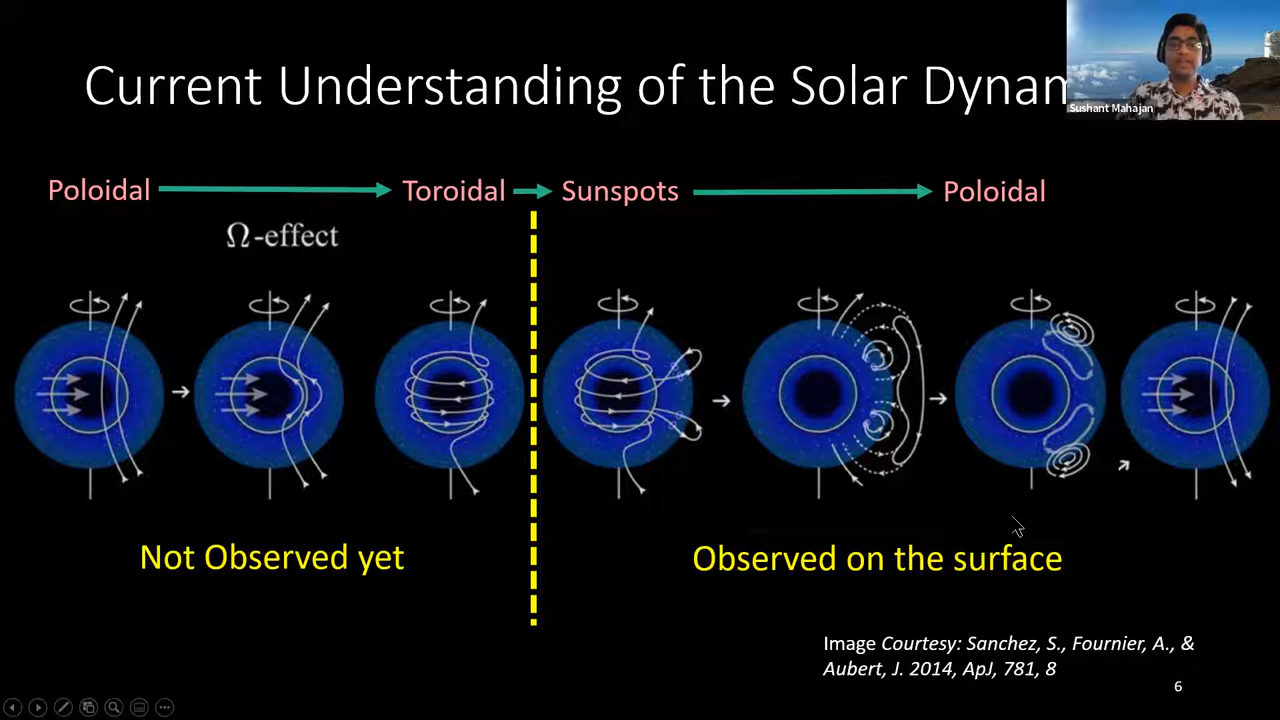 Current Understanding of the Solar Dynam
Sushant Mahajan
Poloidal Toroidal Sunspots Poloidal
Ω-effect
Not Observed yet
Observed on the surface
Image Courtesy: Sanchez, S., Fournier, A., &
Aubert, J. 2014, ApJ, 781, 8
6